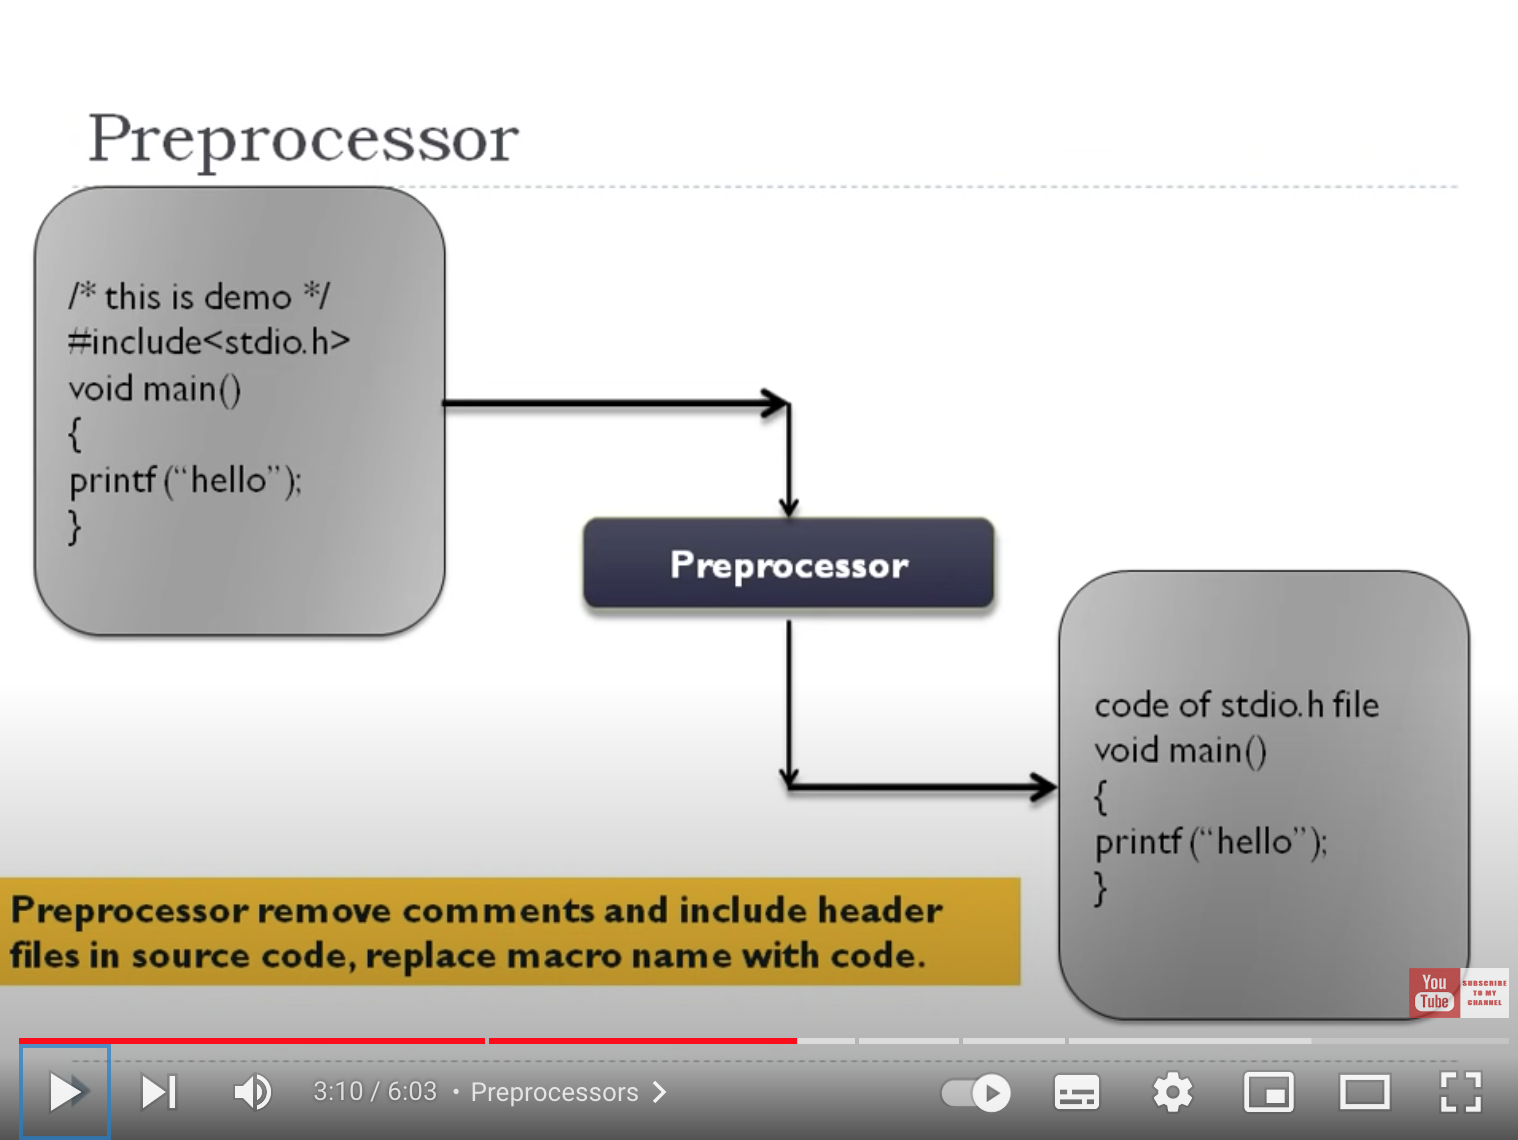 Preprocessor
/* this is demo */
#include<stdio.h>
void main()
{
printf (“hello”);
}
Preprocessor
code of stdio.h file
void main()
{
printf (“hello”);
}
Preprocessor remove comments and include header
files in source code, replace macro name with code.
You
Tube
SUBSCRIBE
TO MY
CHANNEL
3:10 / 6:03 • Preprocessors